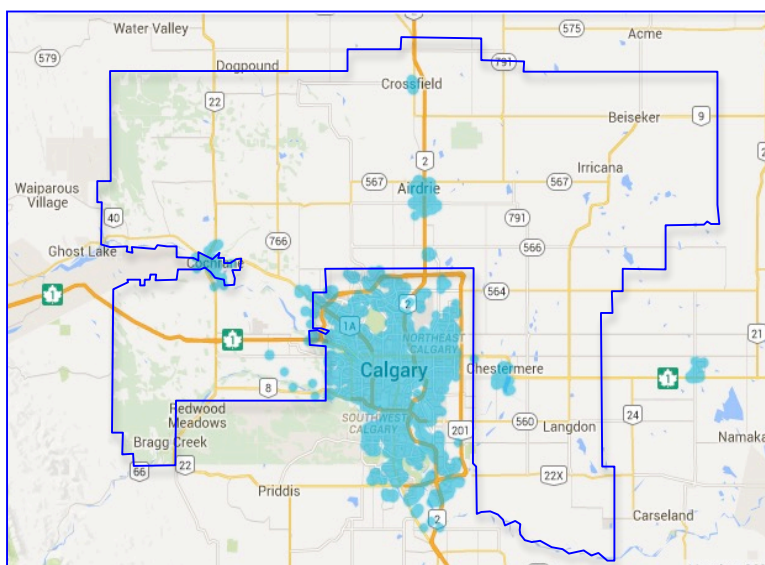 Water Valley
575
Acme
579
Dogpound
791
Crossfield
22
Beiseker
9
2
Irricana
Waiparous
Village
567
Airdrie
567
40
791
766
566
Ghost Lake
Cochrane
1
564
2
1A
1
NORTHEAST
CALGARY
21
Calgary
Chestermere
1
8
Redwood
Meadows
SOUTHWEST
CALGARY
24
560
Langdon
201
Namaka
Bragg Creek
66
22
22X
Priddis
Carseland
2